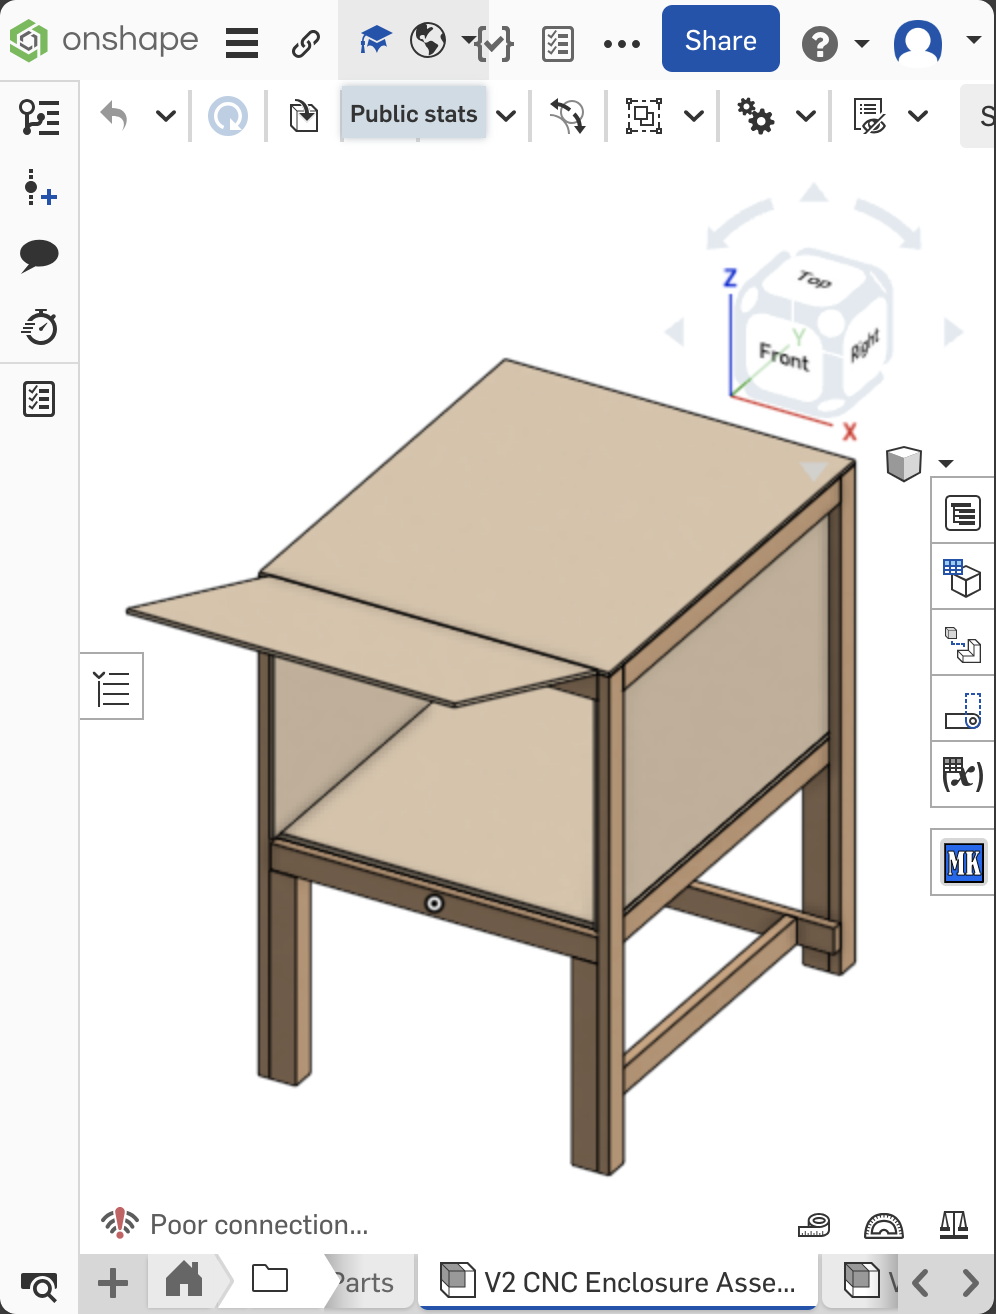 onshape
Share
Public stats
S
Top
Z
Y
Front
Right
X
(x)
MK
Poor connection...
Parts
V2 CNC Enclosure Asse...
V